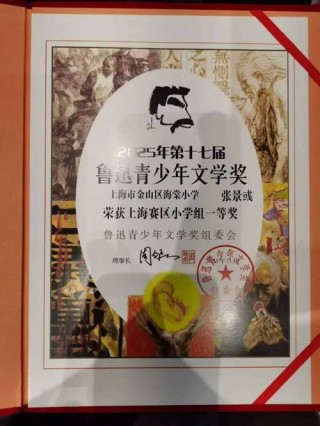 2025年第十七届
鲁迅青少年文学奖
上海市金山区海棠小学 张景彧
荣获上海赛区小学组一等奖
鲁迅青少年文学奖组委会
理事长